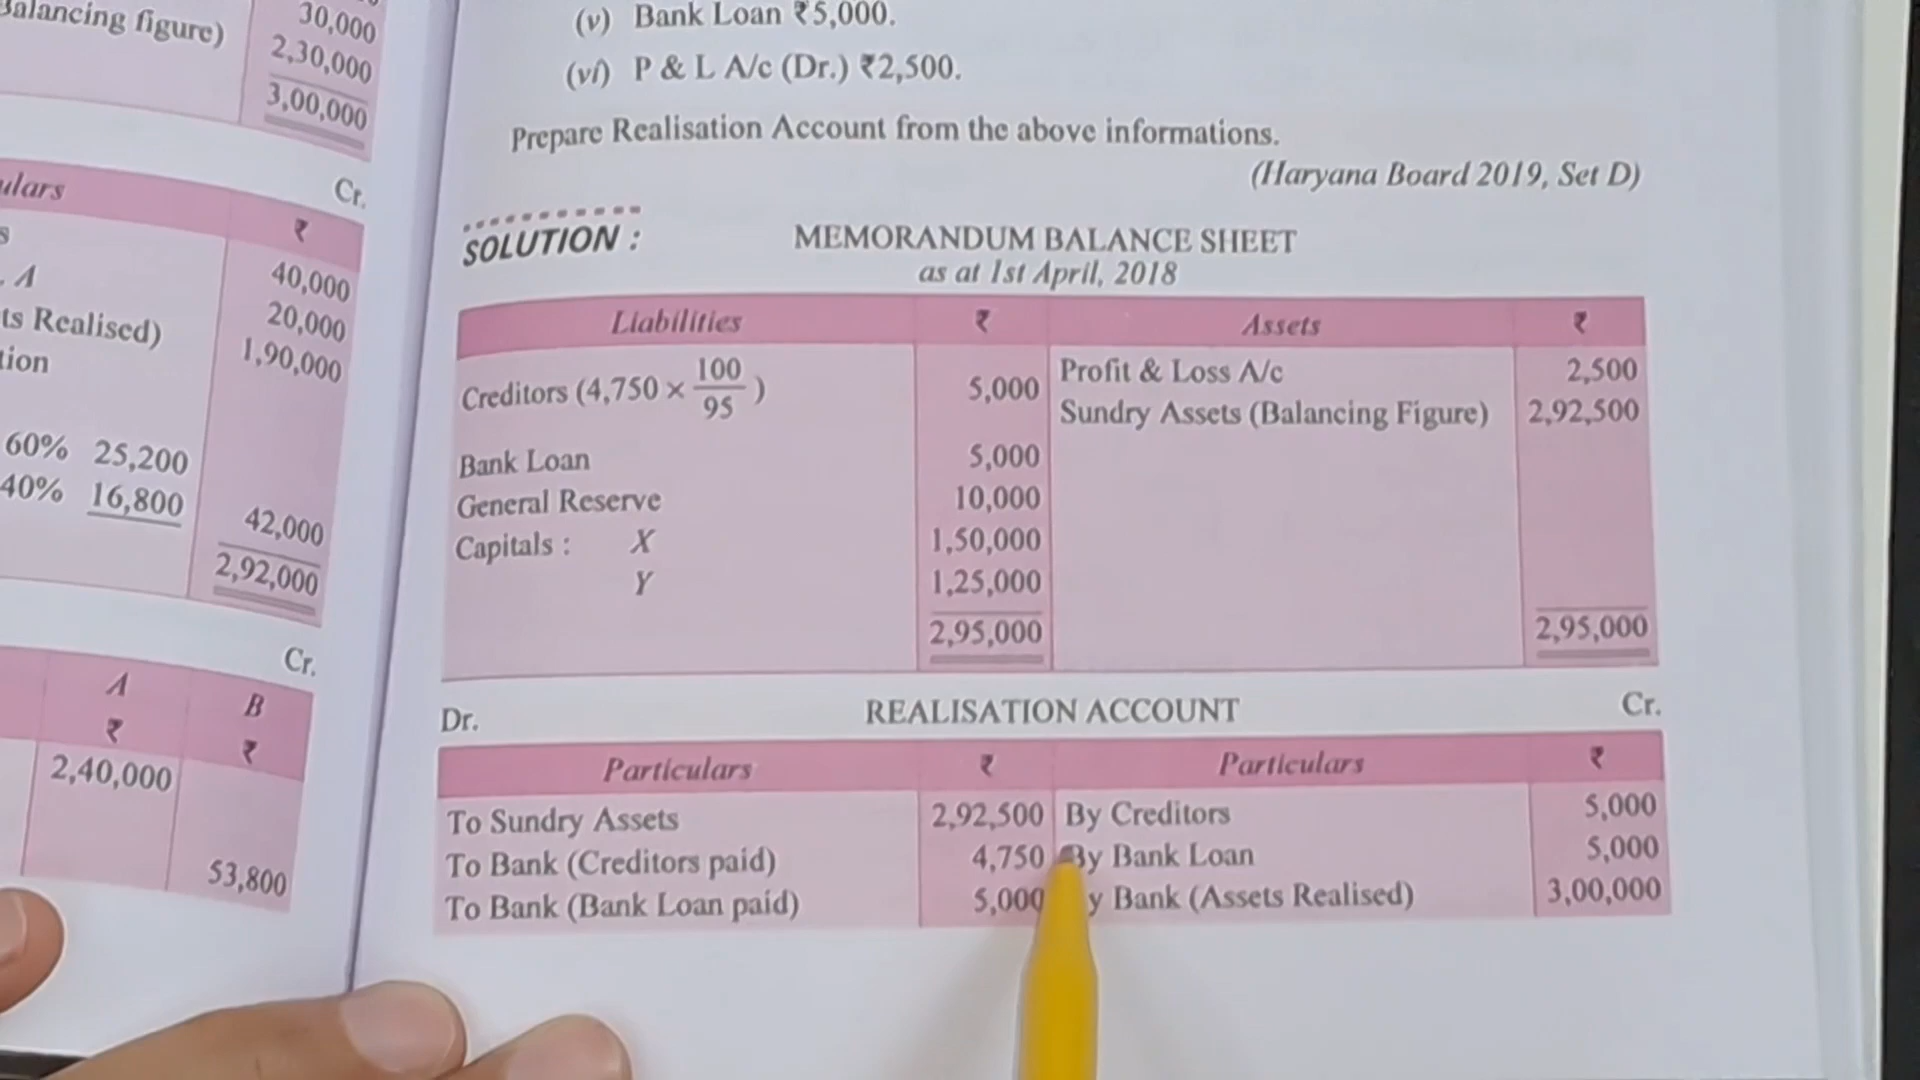 Balancing figure)
30,000
2,30,000
3,00,000
Cr.
₹
40,000
A
20,000
Realised)
1,90,000
60% 25,200
40% 16,800
42,000
2,92,000
Cr.
A B
₹ ₹
2,40,000
53,800
(v) Bank Loan ₹5,000.
(vi) P & L A/c (Dr.) ₹2,500.
Prepare Realisation Account from the above informations.
(Haryana Board 2019, Set D)
SOLUTION : MEMORANDUM BALANCE SHEET
as at 1st April, 2018
Liabilities ₹ Assets ₹
Creditors (4,750 × 100/95) 5,000 Profit & Loss A/c 2,500
Sundry Assets (Balancing Figure) 2,92,500
Bank Loan 5,000
General Reserve 10,000
Capitals : X 1,50,000
Y 1,25,000
2,95,000 2,95,000
Dr. REALISATION ACCOUNT Cr.
Particulars ₹ Particulars ₹
To Sundry Assets 2,92,500 By Creditors 5,000
To Bank (Creditors paid) 4,750 By Bank Loan 5,000
To Bank (Bank Loan paid) 5,000 y Bank (Assets Realised) 3,00,000